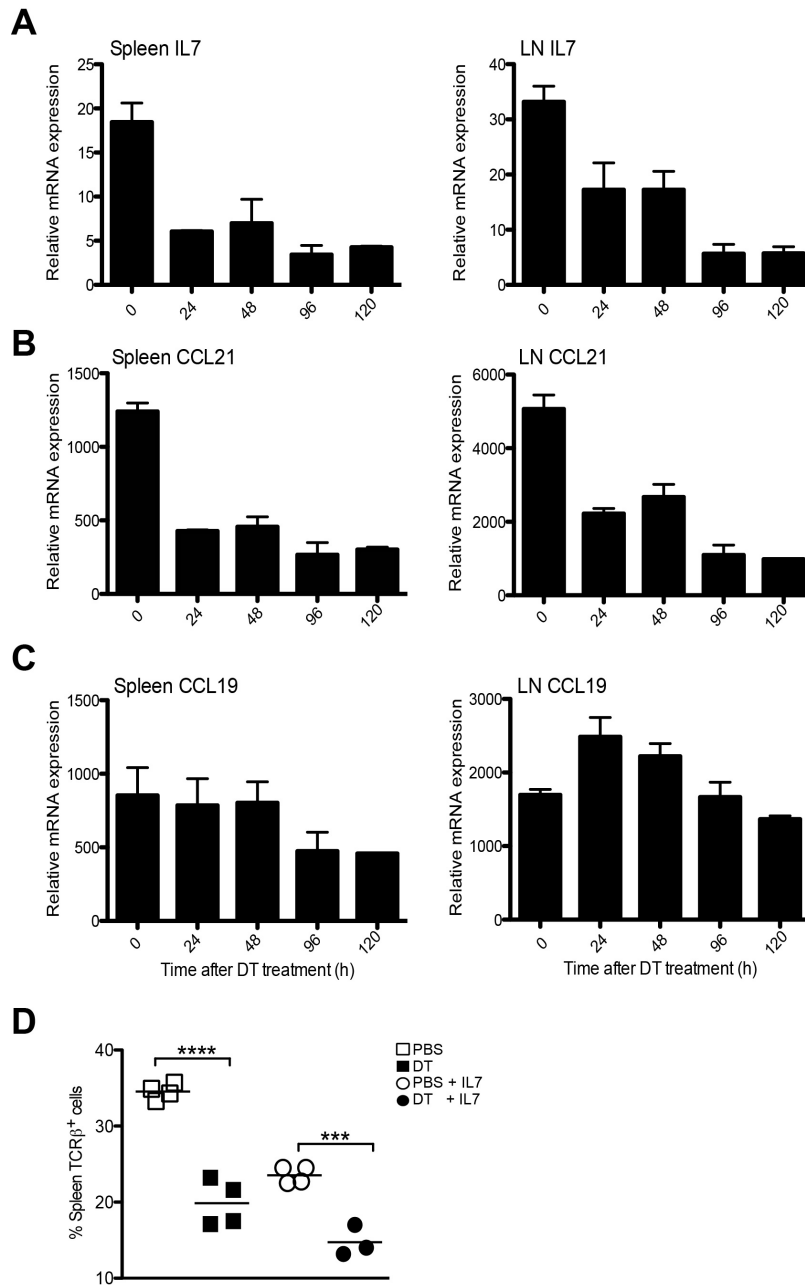 A
Spleen IL7
LN IL7
Relative mRNA expression
25
20
15
10
5
0
0
24
48
96
120
Relative mRNA expression
40
30
20
10
0
0
24
48
96
120
B
Spleen CCL21
LN CCL21
Relative mRNA expression
1500
1000
500
0
0
24
48
96
120
Relative mRNA expression
6000
4000
2000
0
0
24
48
96
120
C
Spleen CCL19
LN CCL19
Relative mRNA expression
1500
1000
500
0
0
24
48
96
120
Time after DT treatment (h)
Relative mRNA expression
3000
2000
1000
0
0
24
48
96
120
Time after DT treatment (h)
D
% Spleen TCRβ+ cells
40
30
20
10
****
***
PBS
DT
PBS + IL7
DT + IL7